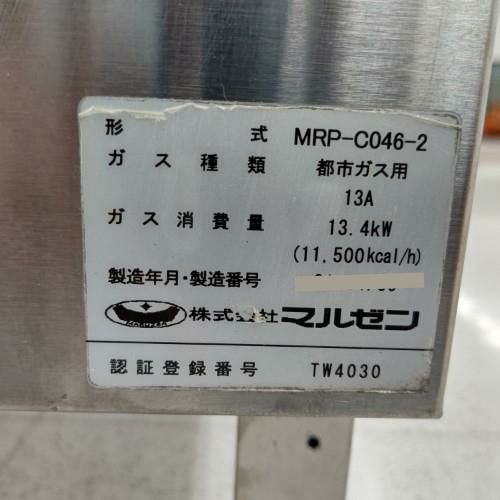 形式 MRP-C046-2
ガス種類 都市ガス用
13A
ガス消費量 13.4kW
(11,500kcal/h)
製造年月・製造番号
MARUZEN 株式会社マルゼン
認証登録番号 TW4030